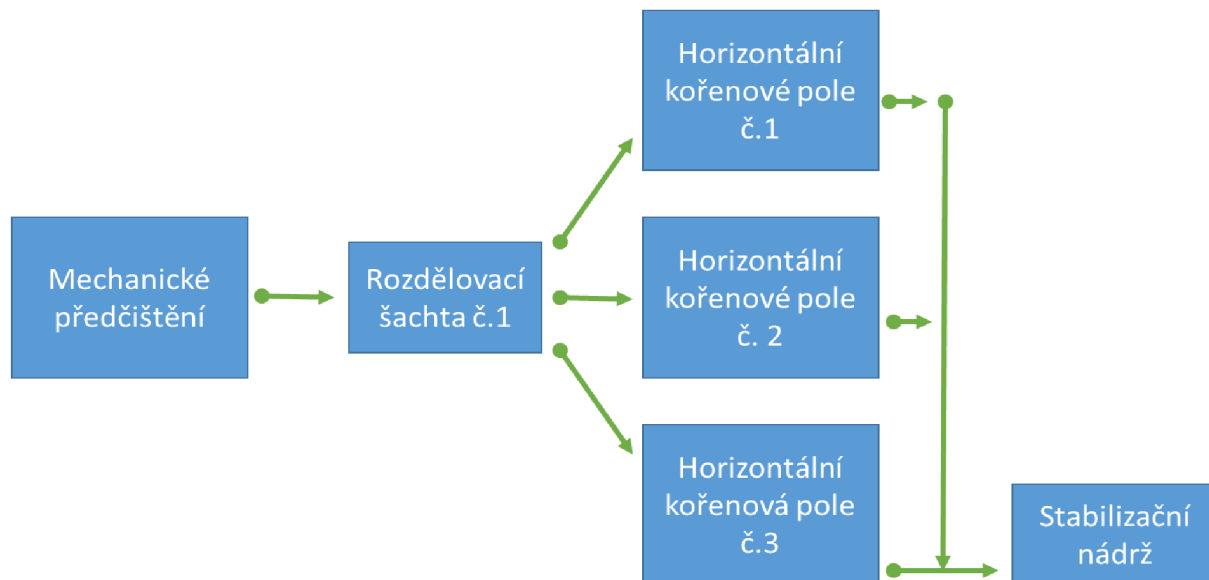 Mechanické
předčištění
Rozdělovací
šachta č.1
Horizontální
kořenové pole
č.1
Horizontální
kořenové pole
č. 2
Horizontální
kořenová pole
č.3
Stabilizační
nádrž